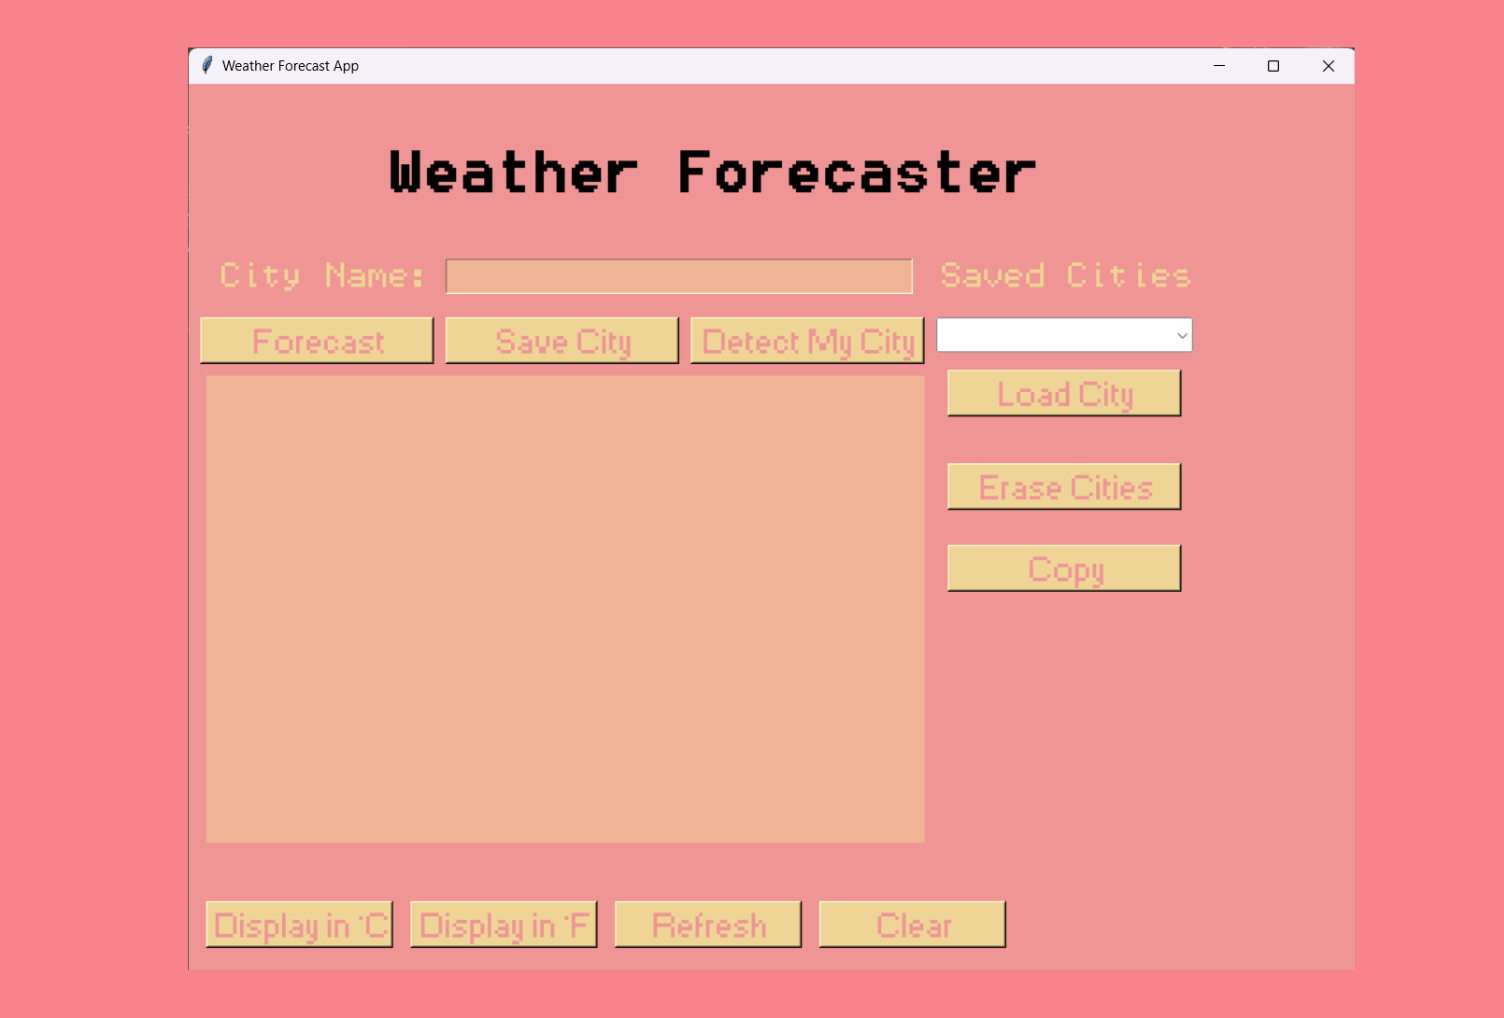 Weather Forecast App
Weather Forecaster
City Name:
Saved Cities
Forecast
Save City
Detect My City
Load City
Erase Cities
Copy
Display in °C
Display in °F
Refresh
Clear